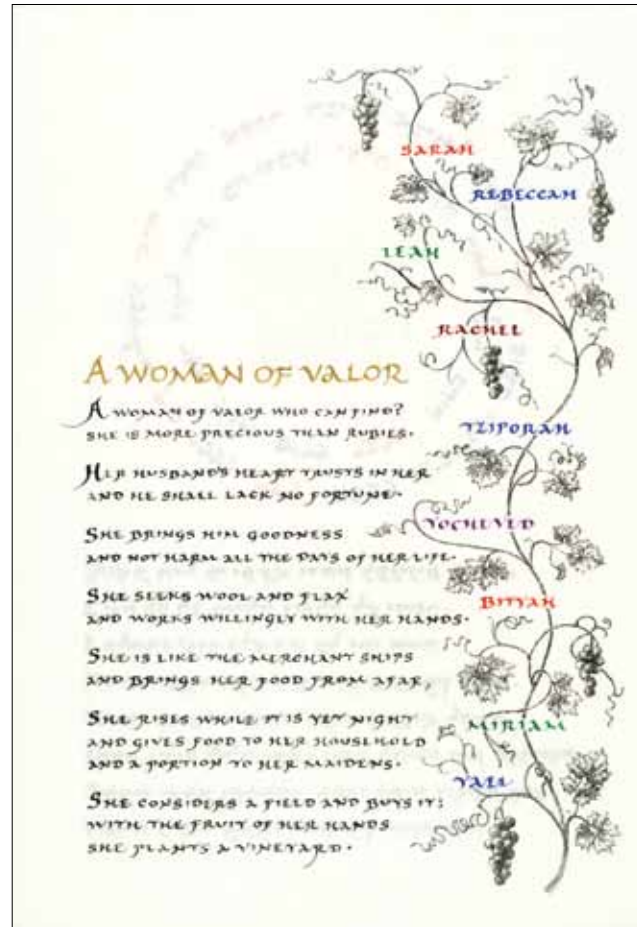 SARAH
REBECCAH
LEAH
RACHEL
A WOMAN OF VALOR
A WOMAN OF VALOR WHO CAN FIND?
SHE IS MORE PRECIOUS THAN RUBIES.
HER HUSBAND'S HEART TRUSTS IN HER
AND HE SHALL LACK NO FORTUNE.
SHE BRINGS HIM GOODNESS
AND NOT HARM ALL THE DAYS OF HER LIFE.
SHE SEEKS WOOL AND FLAX
AND WORKS WILLINGLY WITH HER HANDS.
SHE IS LIKE THE MERCHANT SHIPS
AND BRINGS HER FOOD FROM AFAR,
SHE RISES WHILE IT IS YET NIGHT
AND GIVES FOOD TO HER HOUSEHOLD
AND A PORTION TO HER MAIDENS.
SHE CONSIDERS A FIELD AND BUYS IT:
WITH THE FRUIT OF HER HANDS
SHE PLANTS A VINEYARD.
TZIPORAH
YOCHEVED
BITYAH
MIRIAM
YAEL